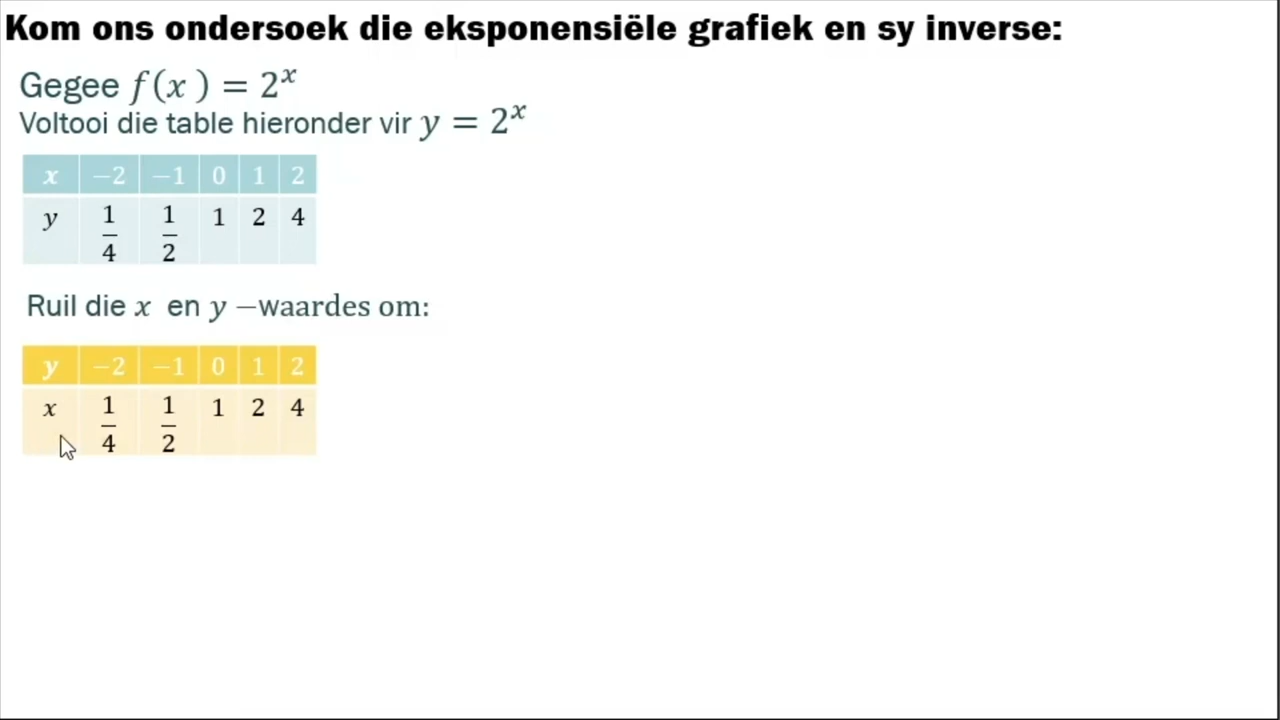 Kom ons ondersoek die eksponensiële grafiek en sy inverse:
Gegee f(x) = 2ˣ
Voltooi die table hieronder vir y = 2ˣ
x −2 −1 0 1 2
y 1/4 1/2 1 2 4
Ruil die x en y −waardes om:
y −2 −1 0 1 2
x 1/4 1/2 1 2 4